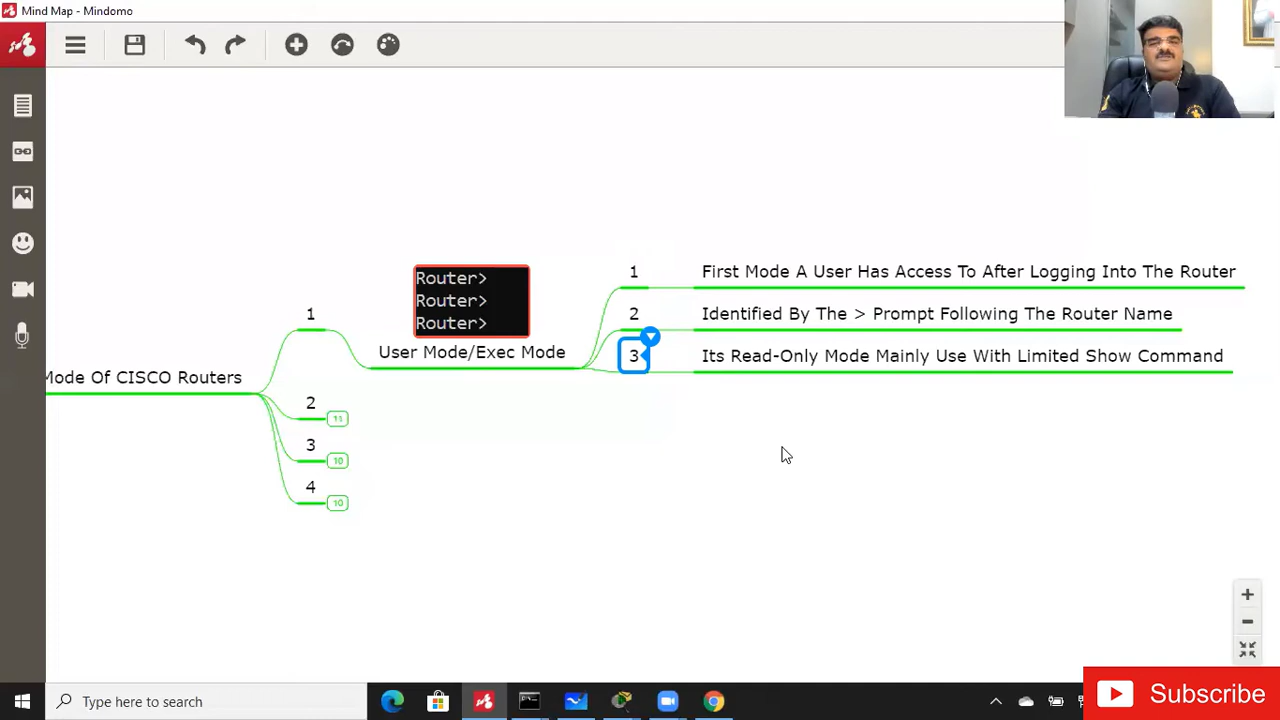 Mind Map - Mindomo
Router>
Router>
Router>
User Mode/Exec Mode
1
First Mode A User Has Access To After Logging Into The Router
2
Identified By The > Prompt Following The Router Name
3
Its Read-Only Mode Mainly Use With Limited Show Command
1
Mode Of CISCO Routers
2
11
3
10
4
10
Type here to search
Subscribe